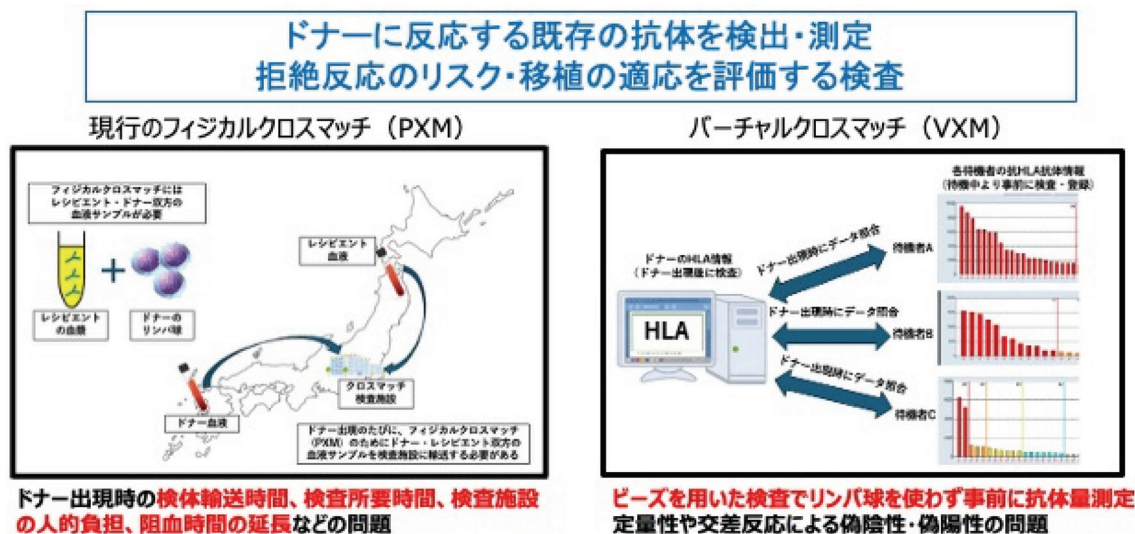 ドナーに反応する既存の抗体を検出・測定
拒絶反応のリスク・移植の適応を評価する検査
現行のフィジカルクロスマッチ（PXM）
フィジカルクロスマッチには
レシピエント・ドナー双方の
血液サンプルが必要
レシピエント
の血清
ドナーの
リンパ球
レシピエント
血液
ドナー血液
クロスマッチ
検査施設
ドナー出現のたびに、フィジカルクロスマッチ
(PXM) のためにドナー・レシピエント双方の
血液サンプルを検査施設に輸送する必要がある
ドナー出現時の検体輸送時間、検査所要時間、検査施設
の人的負担、阻血時間の延長などの問題
バーチャルクロスマッチ（VXM）
各待機者の抗HLA抗体情報
(待機中より事前に検査・登録)
ドナーのHLA情報
(ドナー出現後に検査)
HLA
ドナー出現時にデータ照合
待機者A
ドナー出現時にデータ照合
待機者B
ドナー出現時にデータ照合
待機者C
ビーズを用いた検査でリンパ球を使わず事前に抗体量測定
定量性や交差反応による偽陰性・偽陽性の問題